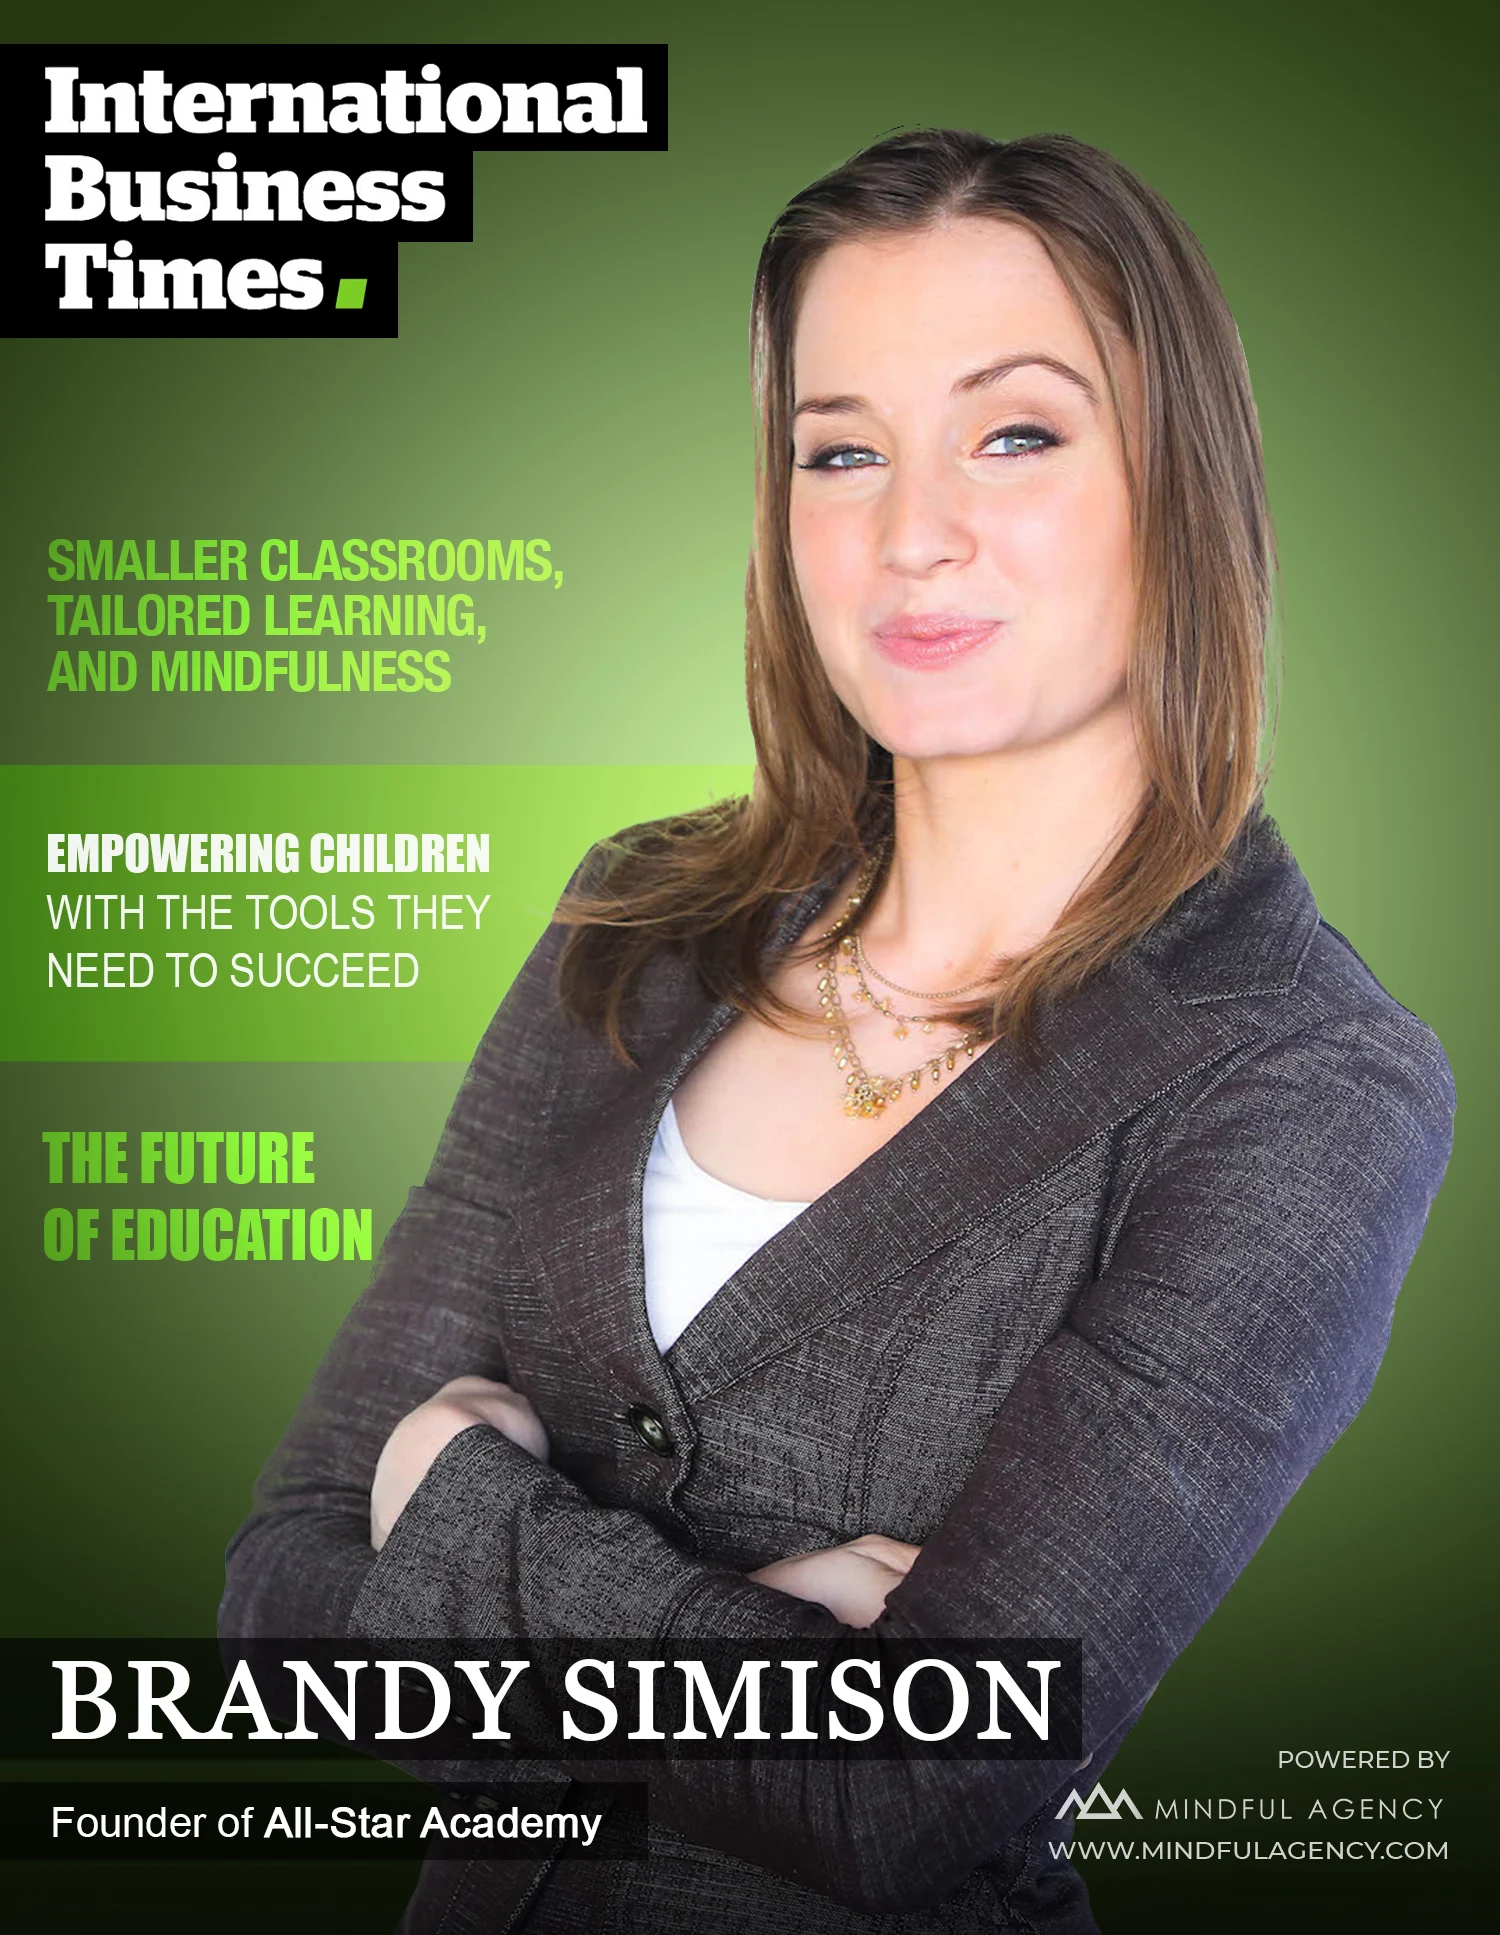 International
Business
Times
SMALLER CLASSROOMS,
TAILORED LEARNING,
AND MINDFULNESS
EMPOWERING CHILDREN
WITH THE TOOLS THEY
NEED TO SUCCEED
THE FUTURE
OF EDUCATION
BRANDY SIMISON
Founder of All-Star Academy
POWERED BY
MINDFUL AGENCY
WWW.MINDFULAGENCY.COM